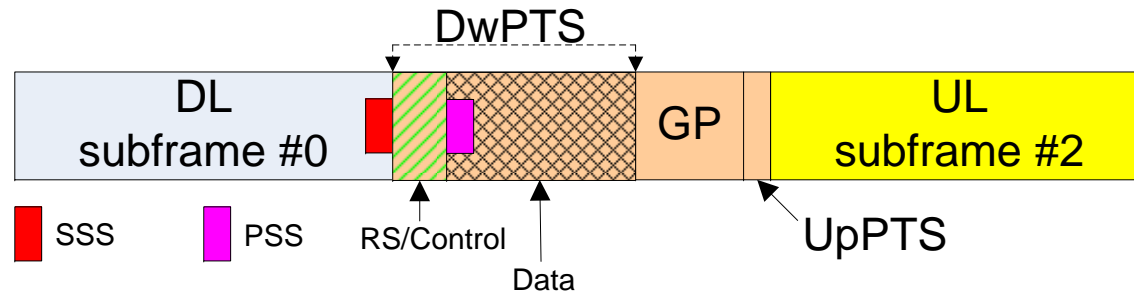 DwPTS
DL
subframe #0
GP
UL
subframe #2
SSS
PSS
RS/Control
UpPTS
Data